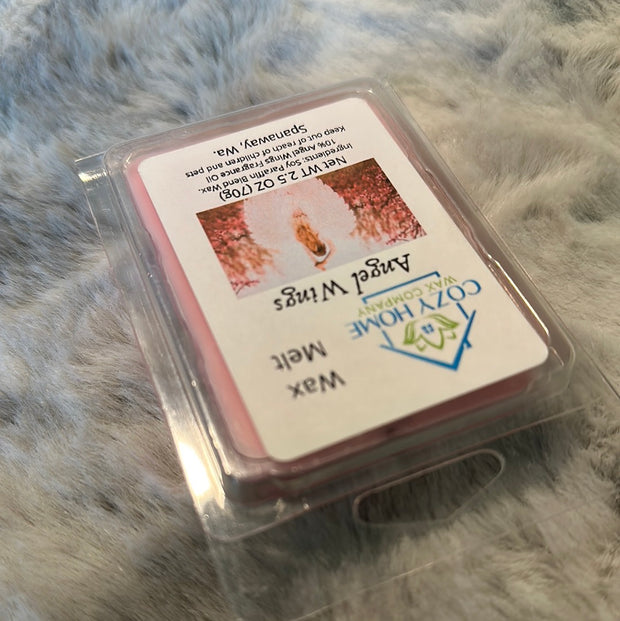 COZY HOME
WAX COMPANY
Wax
Melt
Angel Wings
Net WT 2.5 OZ (70g)
Ingredients: Soy Paraffin Blend Wax.
10% Angel Wings Fragrance Oil
Keep out of reach of children and pets
Spanaway, Wa.